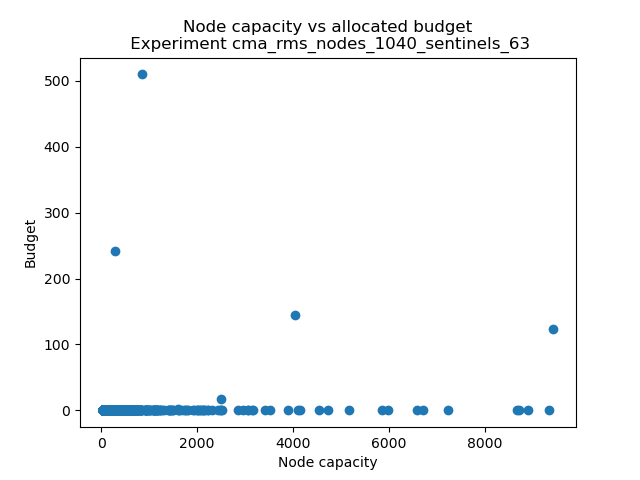 Node capacity vs allocated budget
Experiment cma_rms_nodes_1040_sentinels_63
500
400
300
200
100
0
Budget
0 2000 4000 6000 8000
Node capacity